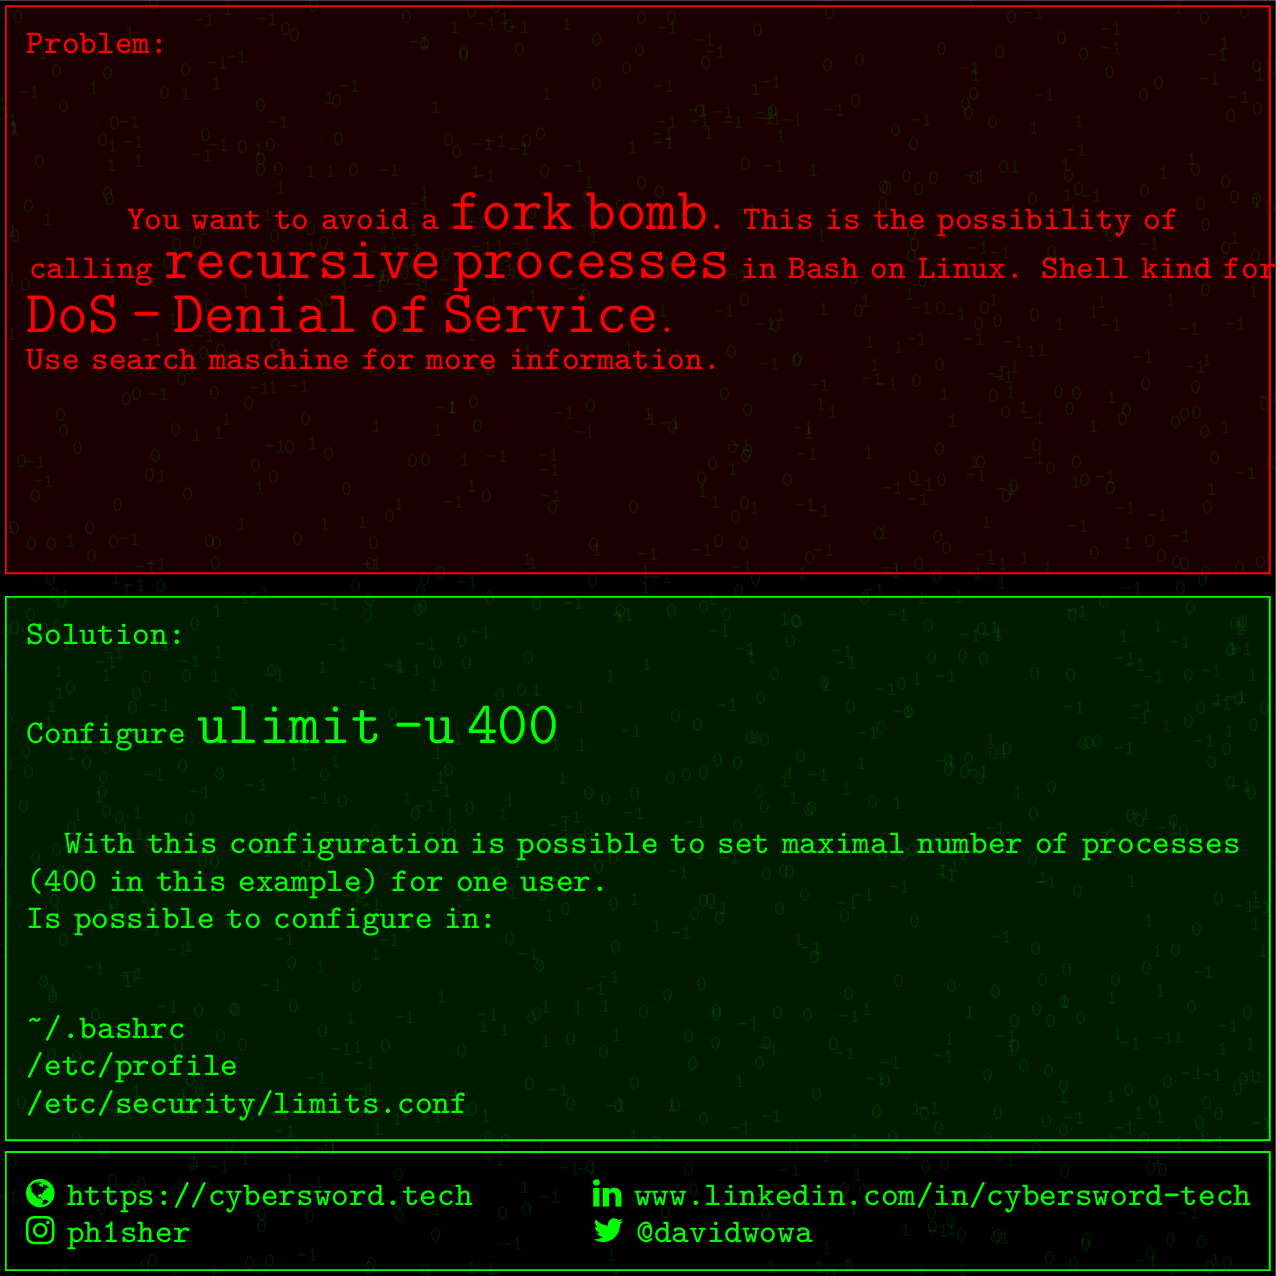 Problem:
You want to avoid a fork bomb. This is the possibility of
calling recursive processes in Bash on Linux. Shell kind for
DoS - Denial of Service.
Use search maschine for more information.
Solution:
Configure ulimit -u 400
With this configuration is possible to set maximal number of processes
(400 in this example) for one user.
Is possible to configure in:
~/.bashrc
/etc/profile
/etc/security/limits.conf
https://cybersword.tech
www.linkedin.com/in/cybersword-tech
ph1sher
@davidwowa